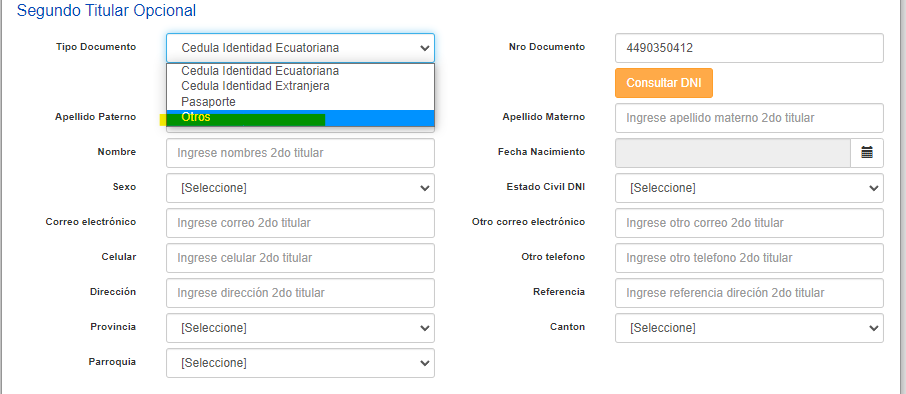 Segundo Titular Opcional
Tipo Documento Cedula Identidad Ecuatoriana Nro Documento 4490350412
Cedula Identidad Ecuatoriana
Cedula Identidad Extranjera
Pasaporte
Otros
Consultar DNI
Apellido Paterno Apellido Materno Ingrese apellido materno 2do titular
Nombre Ingrese nombres 2do titular Fecha Nacimiento
Sexo [Seleccione] Estado Civil DNI [Seleccione]
Correo electrónico Ingrese correo 2do titular Otro correo electrónico Ingrese otro correo 2do titular
Celular Ingrese celular 2do titular Otro telefono Ingrese otro telefono 2do titular
Dirección Ingrese dirección 2do titular Referencia Ingrese referencia direción 2do titular
Provincia [Seleccione] Canton [Seleccione]
Parroquia [Seleccione]